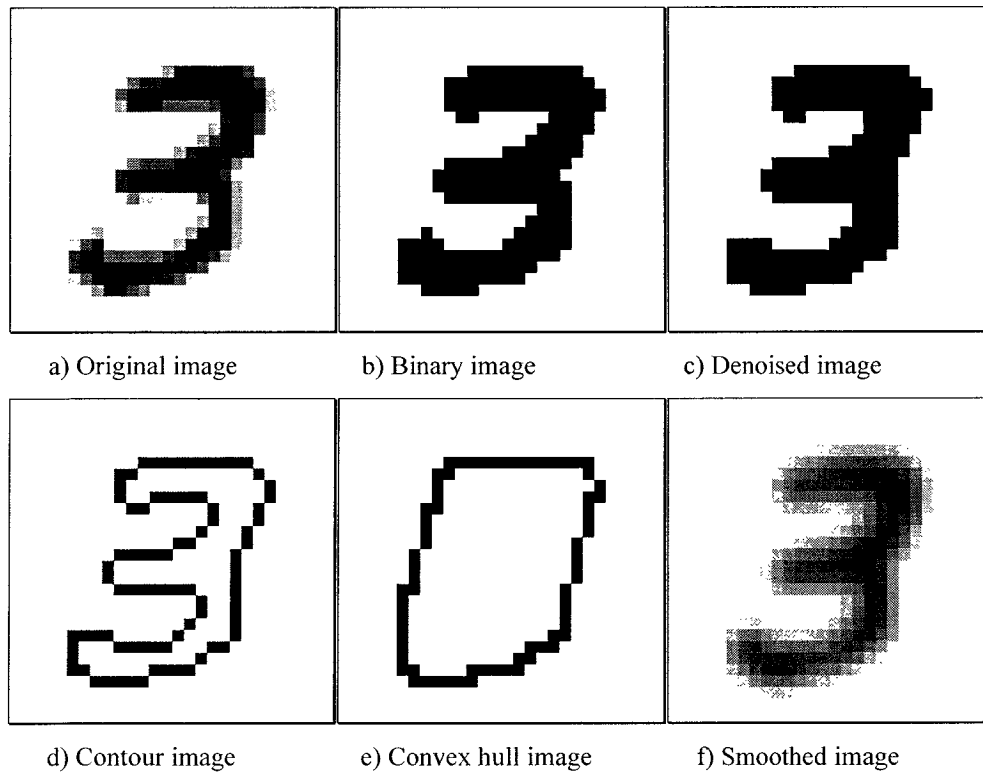 a) Original image
b) Binary image
c) Denoised image
d) Contour image
e) Convex hull image
f) Smoothed image